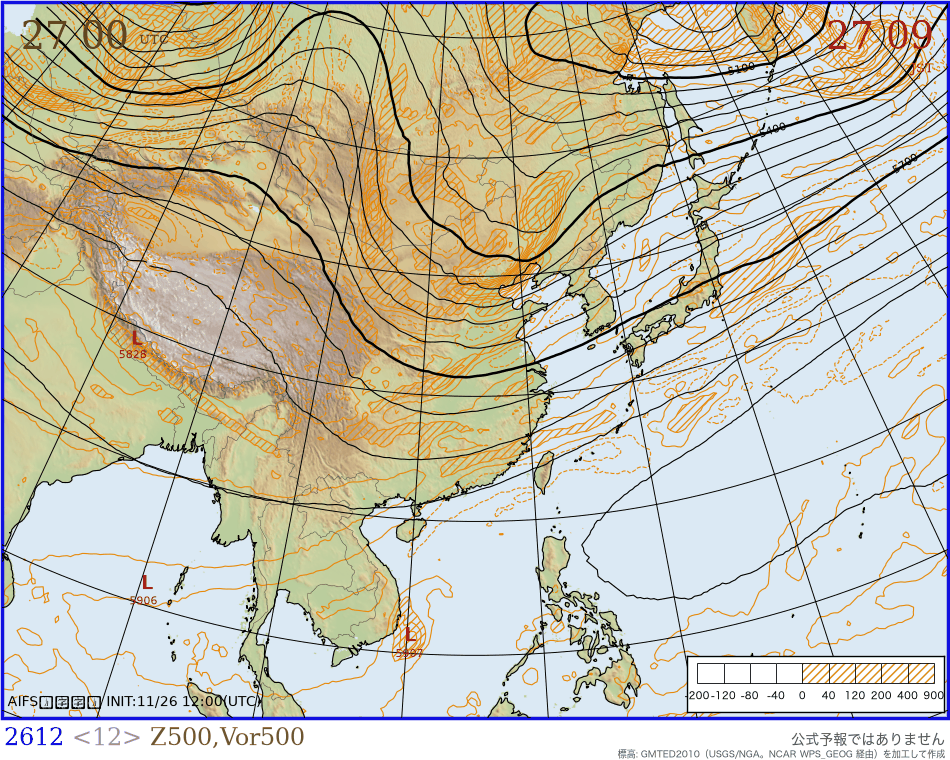 27 00 UTC
27 09
JST
5100
5400
5700
L
5828
L
5906
L
AIFS INIT:11/26 12:00(UTC)
-200 -120 -80 -40 0 40 120 200 400 900
2612 <12> Z500,Vor500
公式予報ではありません
標高: GMTED2010（USGS/NGA。NCAR WPS_GEOG 経由）を加工して作成